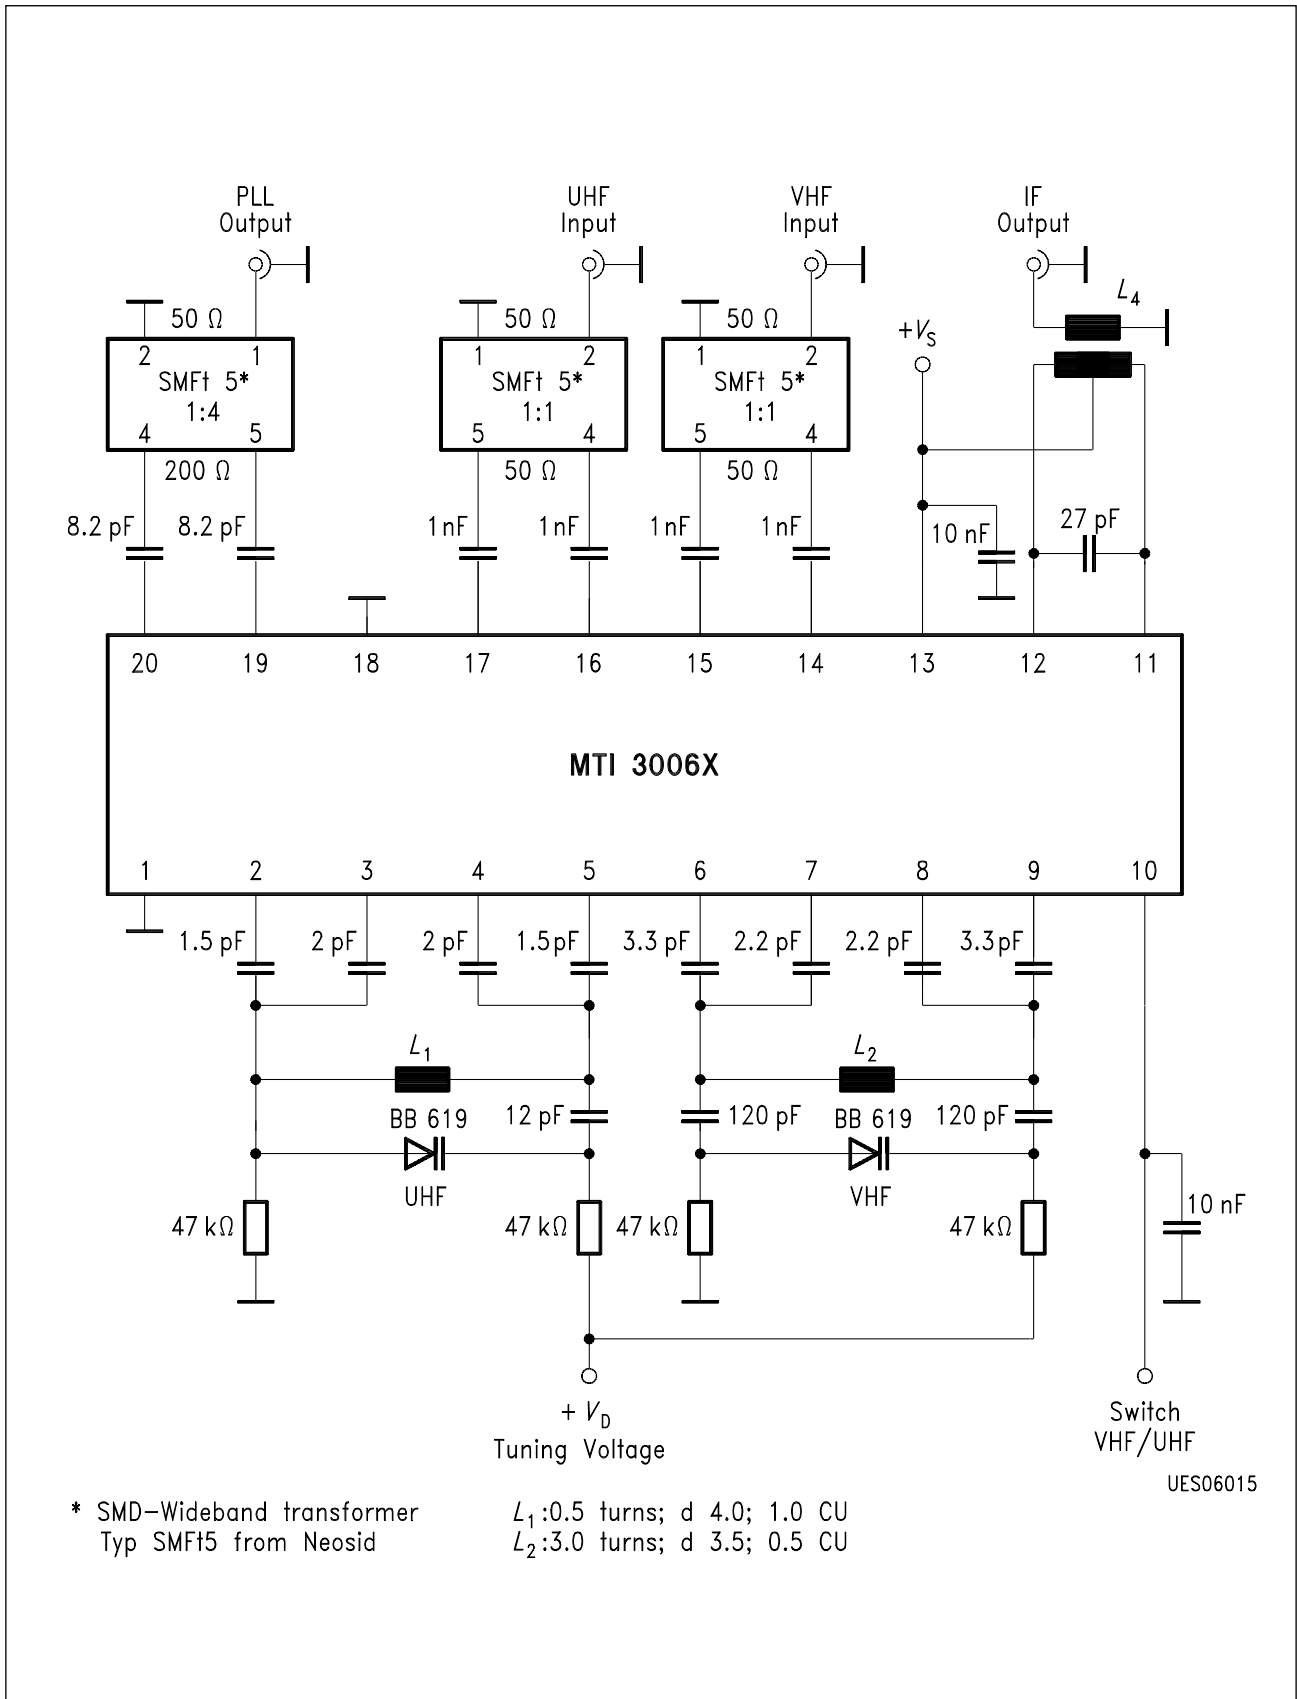 PLL
Output
UHF
Input
VHF
Input
IF
Output
L4
+VS
50 Ω
50 Ω
50 Ω
2 1
SMFt 5*
1:4
4 5
1 2
SMFt 5*
1:1
5 4
1 2
SMFt 5*
1:1
5 4
200 Ω
50 Ω
50 Ω
8.2 pF 8.2 pF 1 nF 1 nF 1 nF 1 nF 10 nF 27 pF
20 19 18 17 16 15 14 13 12 11
MTI 3006X
1 2 3 4 5 6 7 8 9 10
1.5 pF 2 pF 2 pF 1.5 pF 3.3 pF 2.2 pF 2.2 pF 3.3 pF
L1 L2
BB 619 12 pF 120 pF BB 619 120 pF
UHF VHF
47 kΩ 47 kΩ 47 kΩ 47 kΩ 10 nF
+ VD
Tuning Voltage
Switch
VHF/UHF
UES06015
* SMD-Wideband transformer
Typ SMFt5 from Neosid
L1:0.5 turns; d 4.0; 1.0 CU
L2:3.0 turns; d 3.5; 0.5 CU